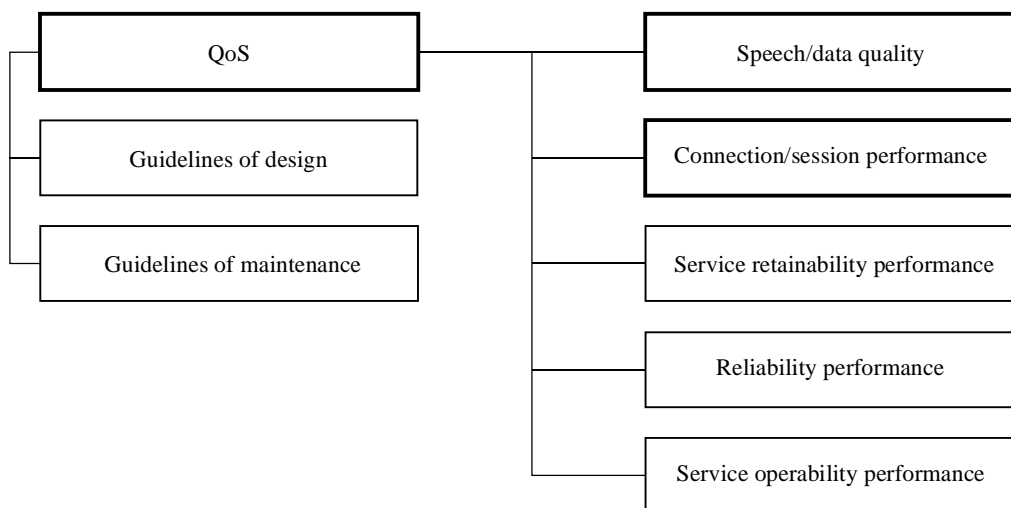 QoS
Guidelines of design
Guidelines of maintenance
Speech/data quality
Connection/session performance
Service retainability performance
Reliability performance
Service operability performance